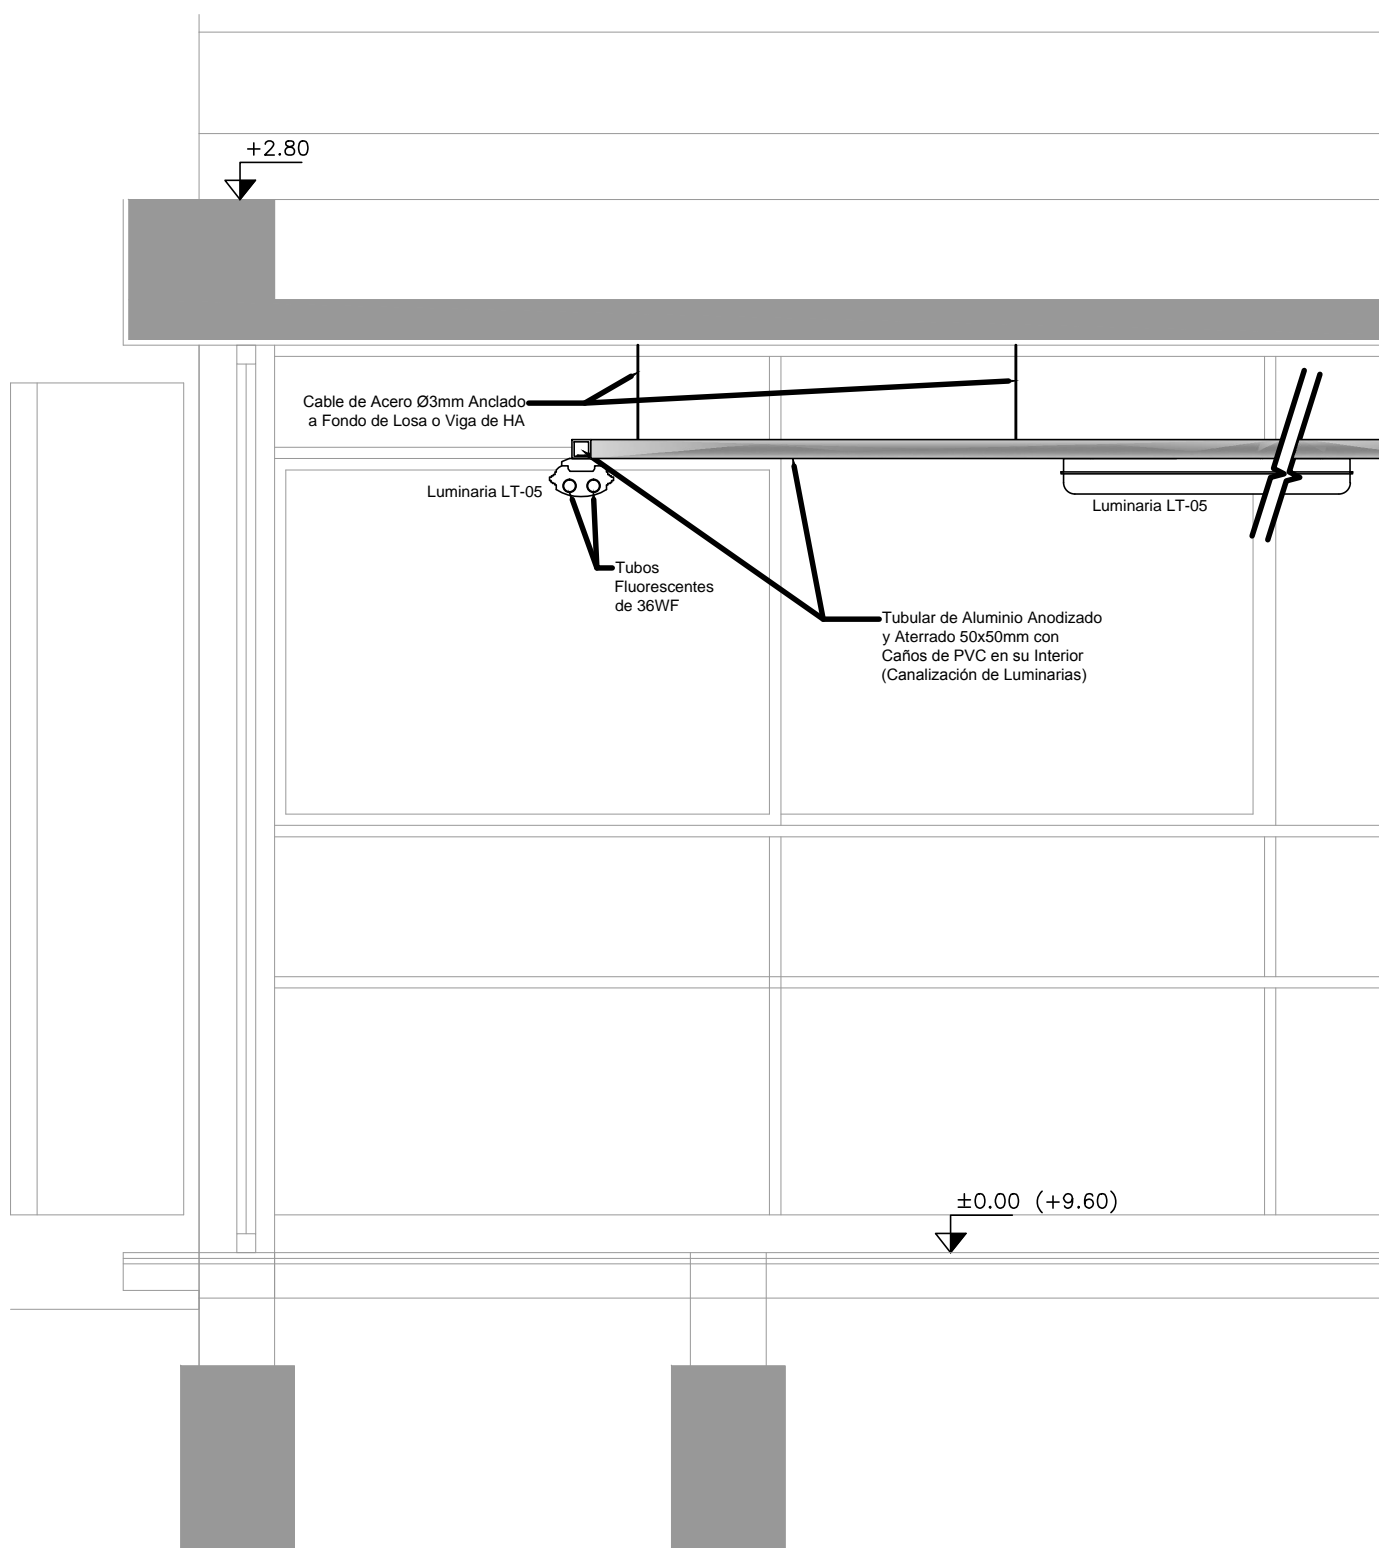 +2.80
Cable de Acero Ø3mm Anclado
a Fondo de Losa o Viga de HA
Luminaria LT-05
Luminaria LT-05
Tubos
Fluorescentes
de 36WF
Tubular de Aluminio Anodizado
y Aterrado 50x50mm con
Caños de PVC en su Interior
(Canalización de Luminarias)
±0.00 (+9.60)